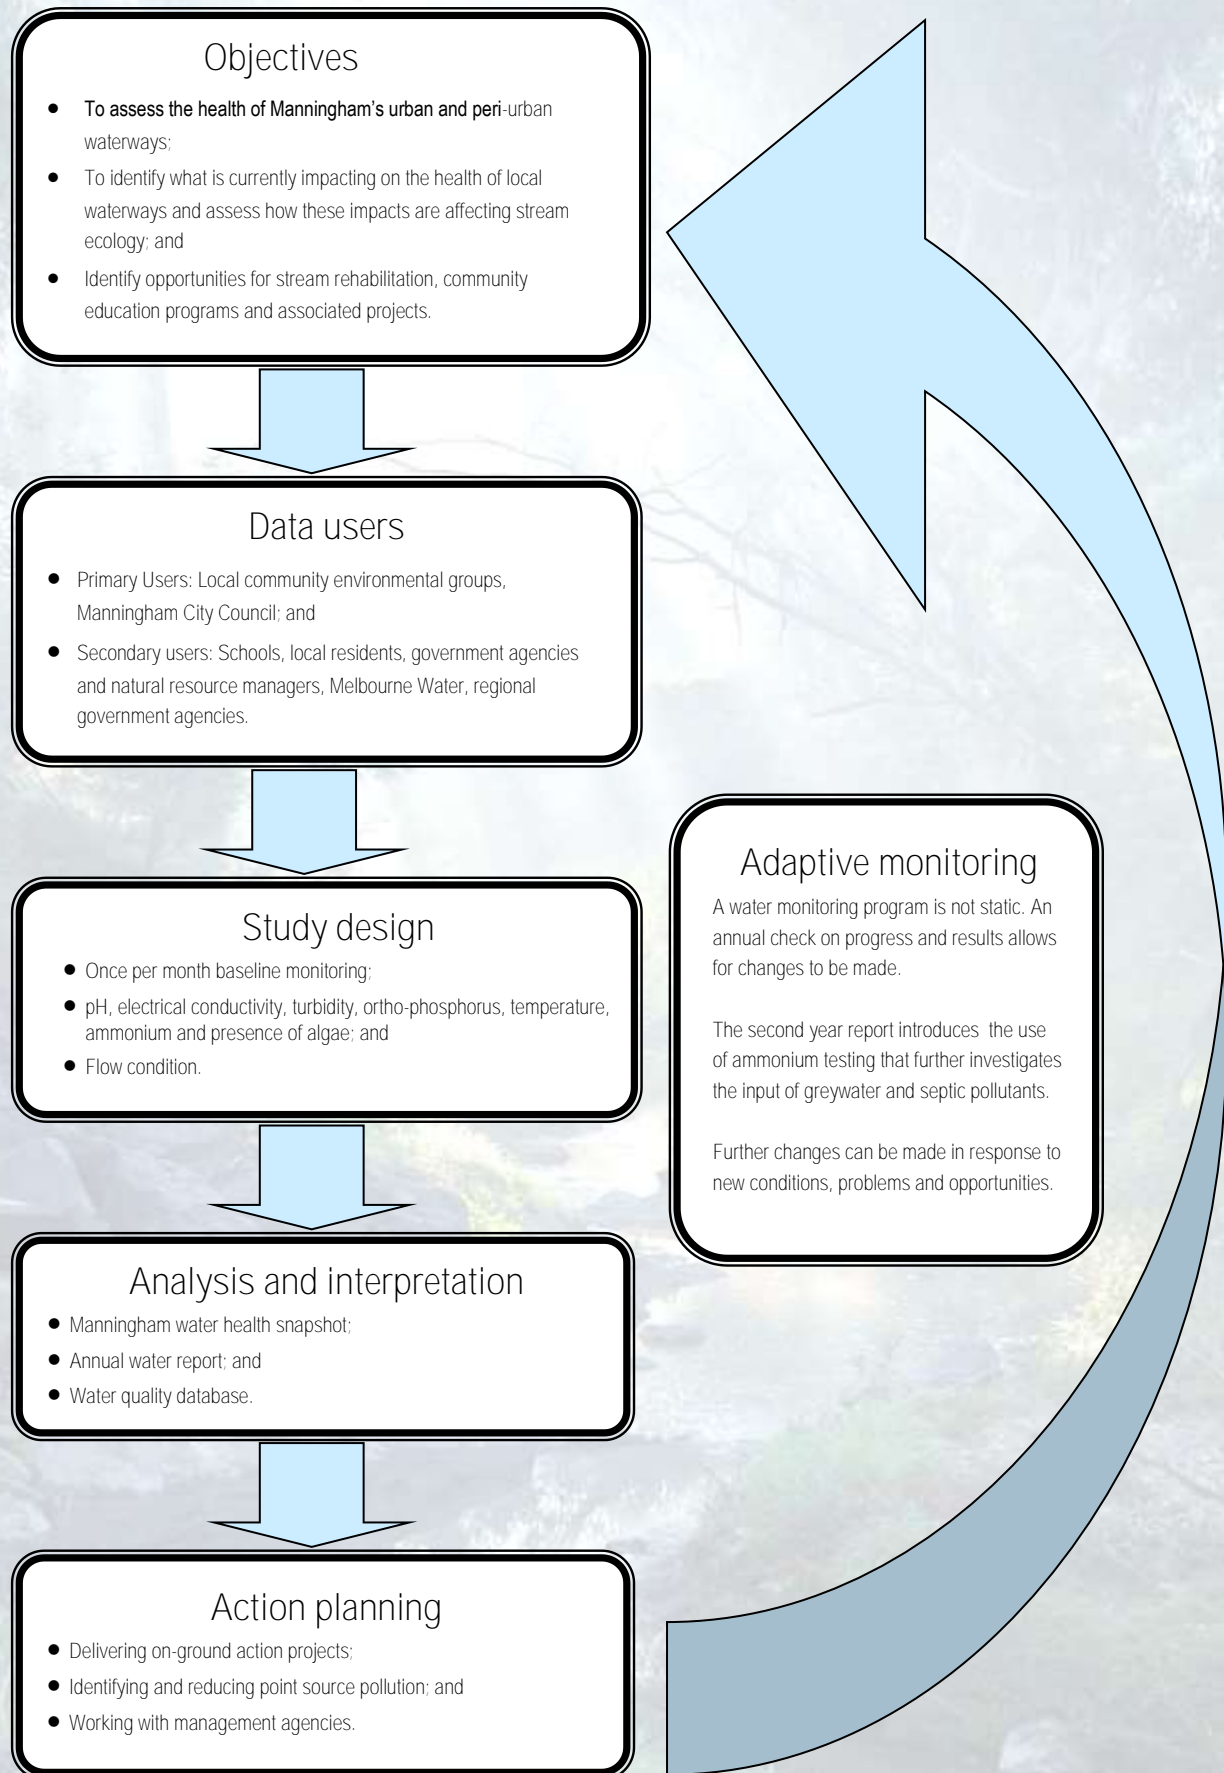 Objectives
● To assess the health of Manningham's urban and peri-urban
waterways;
● To identify what is currently impacting on the health of local
waterways and assess how these impacts are affecting stream
ecology; and
● Identify opportunities for stream rehabilitation, community
education programs and associated projects.
Data users
● Primary Users: Local community environmental groups,
Manningham City Council; and
● Secondary users: Schools, local residents, government agencies
and natural resource managers, Melbourne Water, regional
government agencies.
Study design
● Once per month baseline monitoring;
● pH, electrical conductivity, turbidity, ortho-phosphorus, temperature,
ammonium and presence of algae; and
● Flow condition.
Adaptive monitoring
A water monitoring program is not static. An
annual check on progress and results allows
for changes to be made.
The second year report introduces the use
of ammonium testing that further investigates
the input of greywater and septic pollutants.
Further changes can be made in response to
new conditions, problems and opportunities.
Analysis and interpretation
● Manningham water health snapshot;
● Annual water report; and
● Water quality database.
Action planning
● Delivering on-ground action projects;
● Identifying and reducing point source pollution; and
● Working with management agencies.